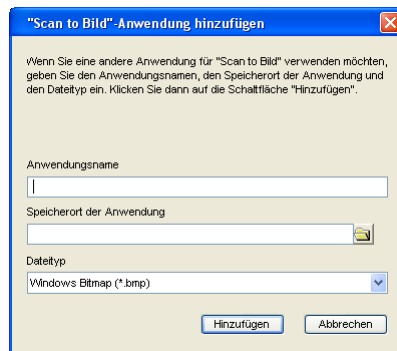 "Scan to Bild"-Anwendung hinzufügen
Wenn Sie eine andere Anwendung für "Scan to Bild" verwenden möchten,
geben Sie den Anwendungsnamen, den Speicherort der Anwendung und
den Dateityp ein. Klicken Sie dann auf die Schaltfläche "Hinzufügen".
Anwendungsname
Speicherort der Anwendung
Dateityp
Windows Bitmap (*.bmp)
Hinzufügen
Abbrechen